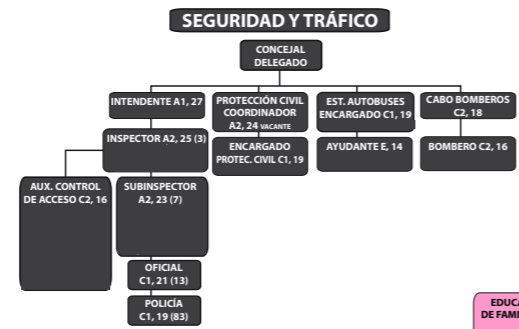 SEGURIDAD Y TRÁFICO
CONCEJAL
DELEGADO
INTENDENTE A1, 27
PROTECCIÓN CIVIL
COORDINADOR
A2, 24 VACANTE
EST. AUTOBUSES
ENCARGADO C1, 19
CABO BOMBEROS
C2, 18
INSPECTOR A2, 25 (3)
ENCARGADO
PROTEC. CIVIL C1, 19
AYUDANTE E, 14
BOMBERO C2, 16
AUX. CONTROL
DE ACCESO C2, 16
SUBINSPECTOR
A2, 23 (7)
OFICIAL
C1, 21 (13)
POLICÍA
C1, 19 (83)